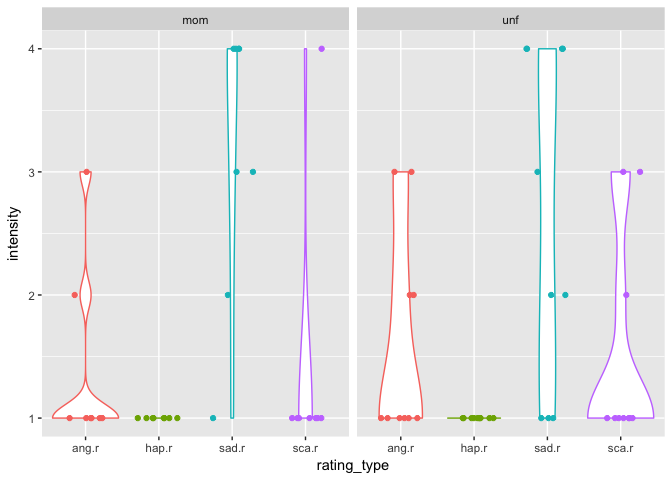 mom unf
4
3
2
1
intensity
ang.r hap.r sad.r sca.r ang.r hap.r sad.r sca.r
rating_type